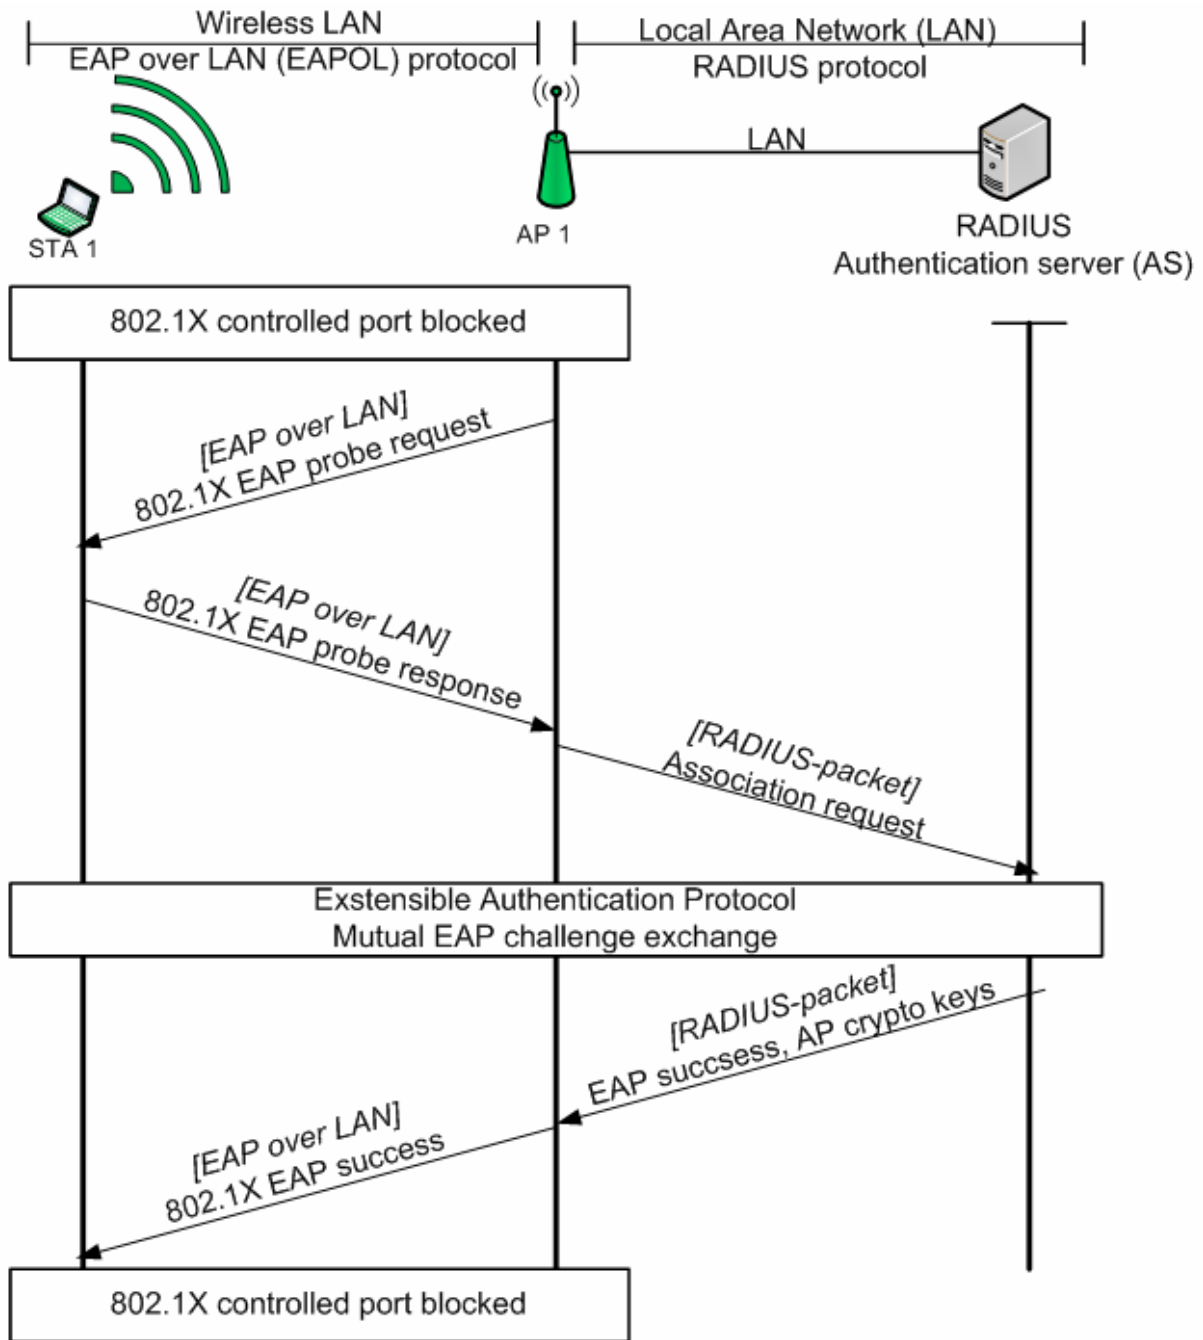 Wireless LAN
EAP over LAN (EAPOL) protocol
Local Area Network (LAN)
RADIUS protocol
LAN
STA 1
AP 1
RADIUS
Authentication server (AS)
802.1X controlled port blocked
[EAP over LAN]
802.1X EAP probe request
[EAP over LAN]
802.1X EAP probe response
[RADIUS-packet]
Association request
Exstensible Authentication Protocol
Mutual EAP challenge exchange
[RADIUS-packet]
EAP succsess, AP crypto keys
[EAP over LAN]
802.1X EAP success
802.1X controlled port blocked